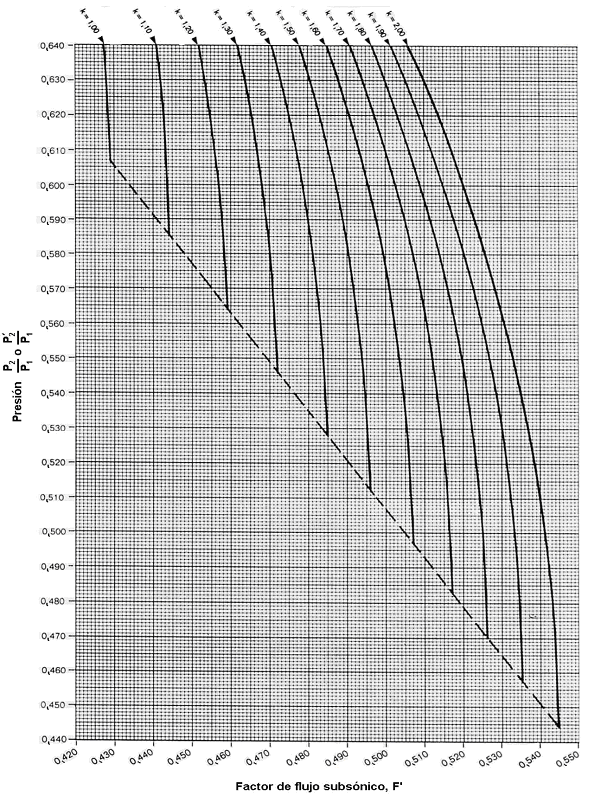 k = 1,00
k = 1,10
k = 1,20
k = 1,30
k = 1,40
k = 1,50
k = 1,60
k = 1,70
k = 1,80
k = 1,90
k = 2,00
0,640
0,630
0,620
0,610
0,600
0,590
0,580
0,570
0,560
0,550
0,540
0,530
0,520
0,510
0,500
0,490
0,480
0,470
0,460
0,450
0,440
Presión P2/P1 o P'2/P1
0,420
0,430
0,440
0,450
0,460
0,470
0,480
0,490
0,500
0,510
0,520
0,530
0,540
0,550
Factor de flujo subsónico, F'